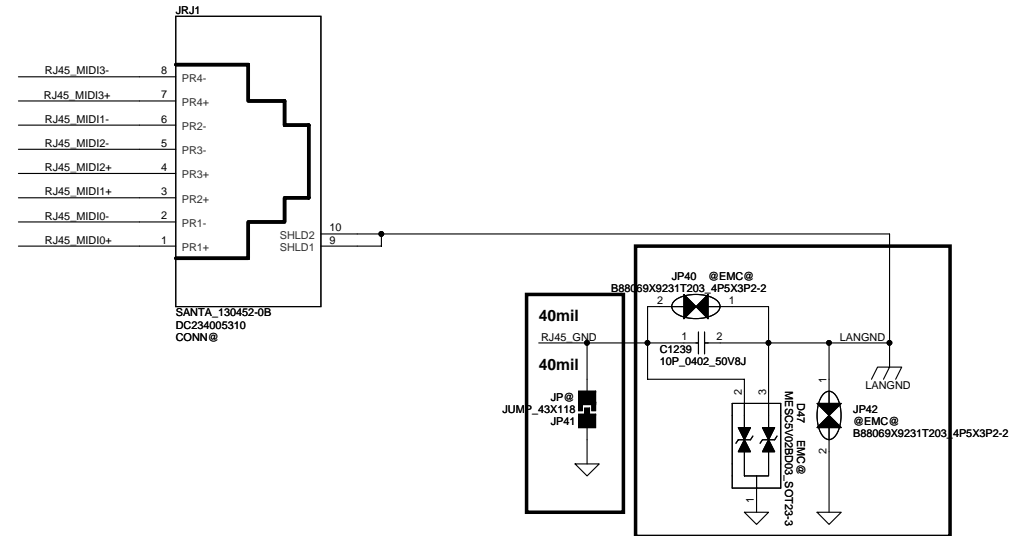 JRJ1
RJ45_MIDI3- 8 PR4-
RJ45_MIDI3+ 7 PR4+
RJ45_MIDI1- 6 PR2-
RJ45_MIDI2- 5 PR3-
RJ45_MIDI2+ 4 PR3+
RJ45_MIDI1+ 3 PR2+
RJ45_MIDI0- 2 PR1-
RJ45_MIDI0+ 1 PR1+
SHLD2 10
SHLD1 9
SANTA_130452-0B
DC234005310
CONN@
40mil
RJ45_GND
40mil
JP@
JUMP_43X118
JP41
JP40 @EMC@
B88069X9231T203_4P5X3P2-2
2 1
1 2
C1239
10P_0402_50V8J
LANGND
LANGND
2 3
1
D47 EMC@
MESC5V02BD03_SOT23-3
1
JP42
@EMC@
B88069X9231T203_4P5X3P2-2
2